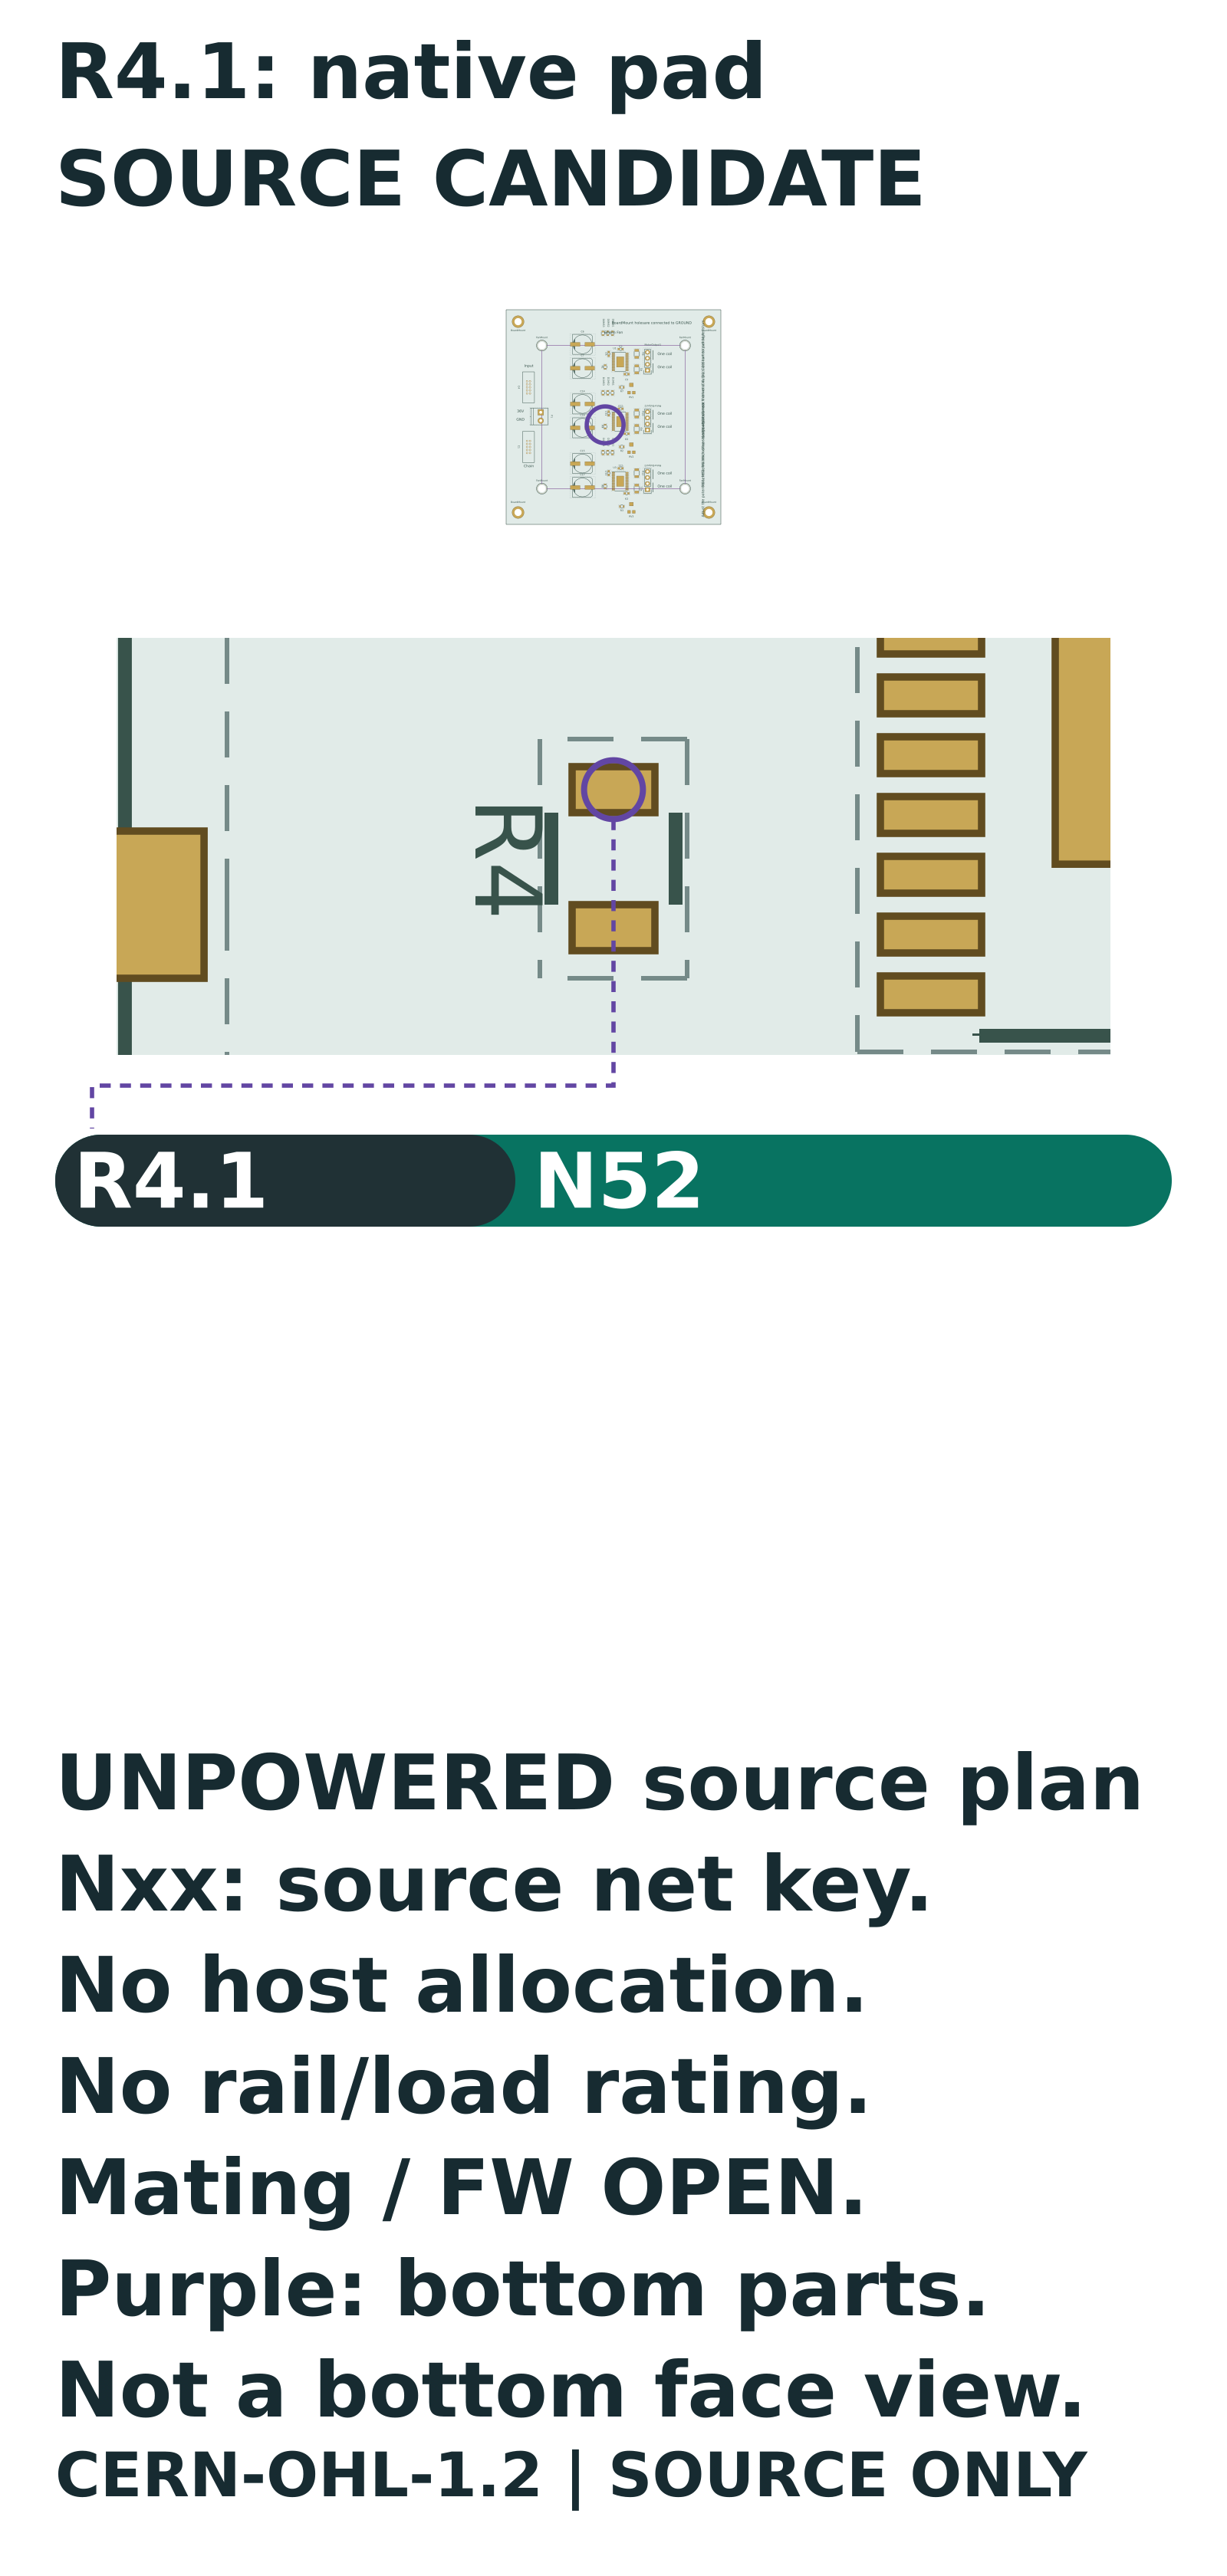 R4.1: native pad
SOURCE CANDIDATE
R4
R4.1 N52
UNPOWERED source plan
Nxx: source net key.
No host allocation.
No rail/load rating.
Mating / FW OPEN.
Purple: bottom parts.
Not a bottom face view.
CERN-OHL-1.2 | SOURCE ONLY